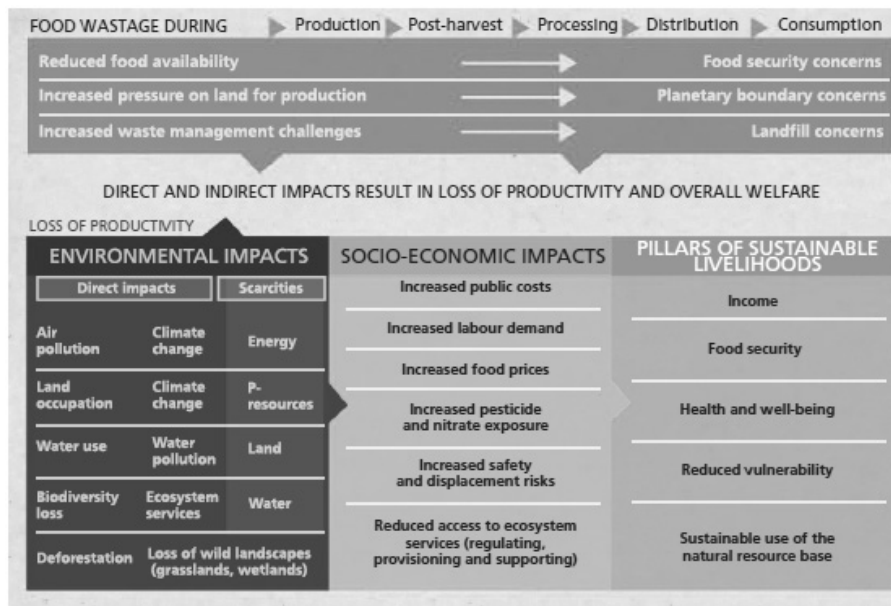 FOOD WASTAGE DURING Production Post-harvest Processing Distribution Consumption
Reduced food availability Food security concerns
Increased pressure on land for production Planetary boundary concerns
Increased waste management challenges Landfill concerns
DIRECT AND INDIRECT IMPACTS RESULT IN LOSS OF PRODUCTIVITY AND OVERALL WELFARE
LOSS OF PRODUCTIVITY
ENVIRONMENTAL IMPACTS
Direct impacts Scarcities
Air
pollution
Climate
change
Energy
Land
occupation
Climate
change
P-
resources
Water use
Water
pollution
Land
Biodiversity
loss
Ecosystem
services
Water
Deforestation
Loss of wild landscapes
(grasslands, wetlands)
SOCIO-ECONOMIC IMPACTS
Increased public costs
Increased labour demand
Increased food prices
Increased pesticide
and nitrate exposure
Increased safety
and displacement risks
Reduced access to ecosystem
services (regulating,
provisioning and supporting)
PILLARS OF SUSTAINABLE
LIVELIHOODS
Income
Food security
Health and well-being
Reduced vulnerability
Sustainable use of the
natural resource base